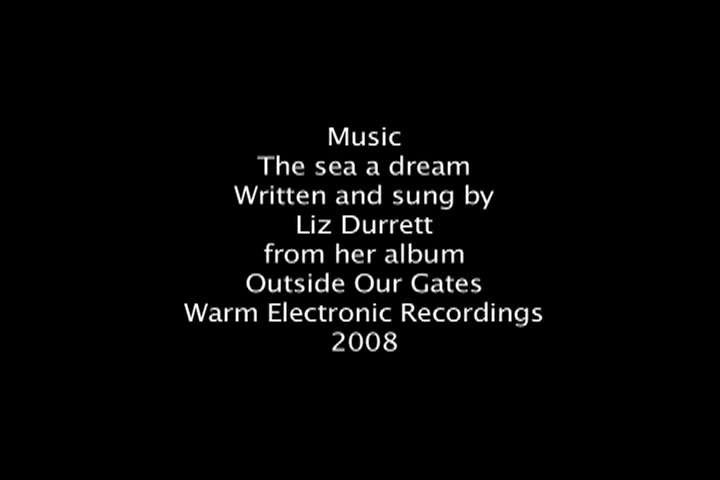 Music
The sea a dream
Written and sung by
Liz Durrett
from her album
Outside Our Gates
Warm Electronic Recordings
2008